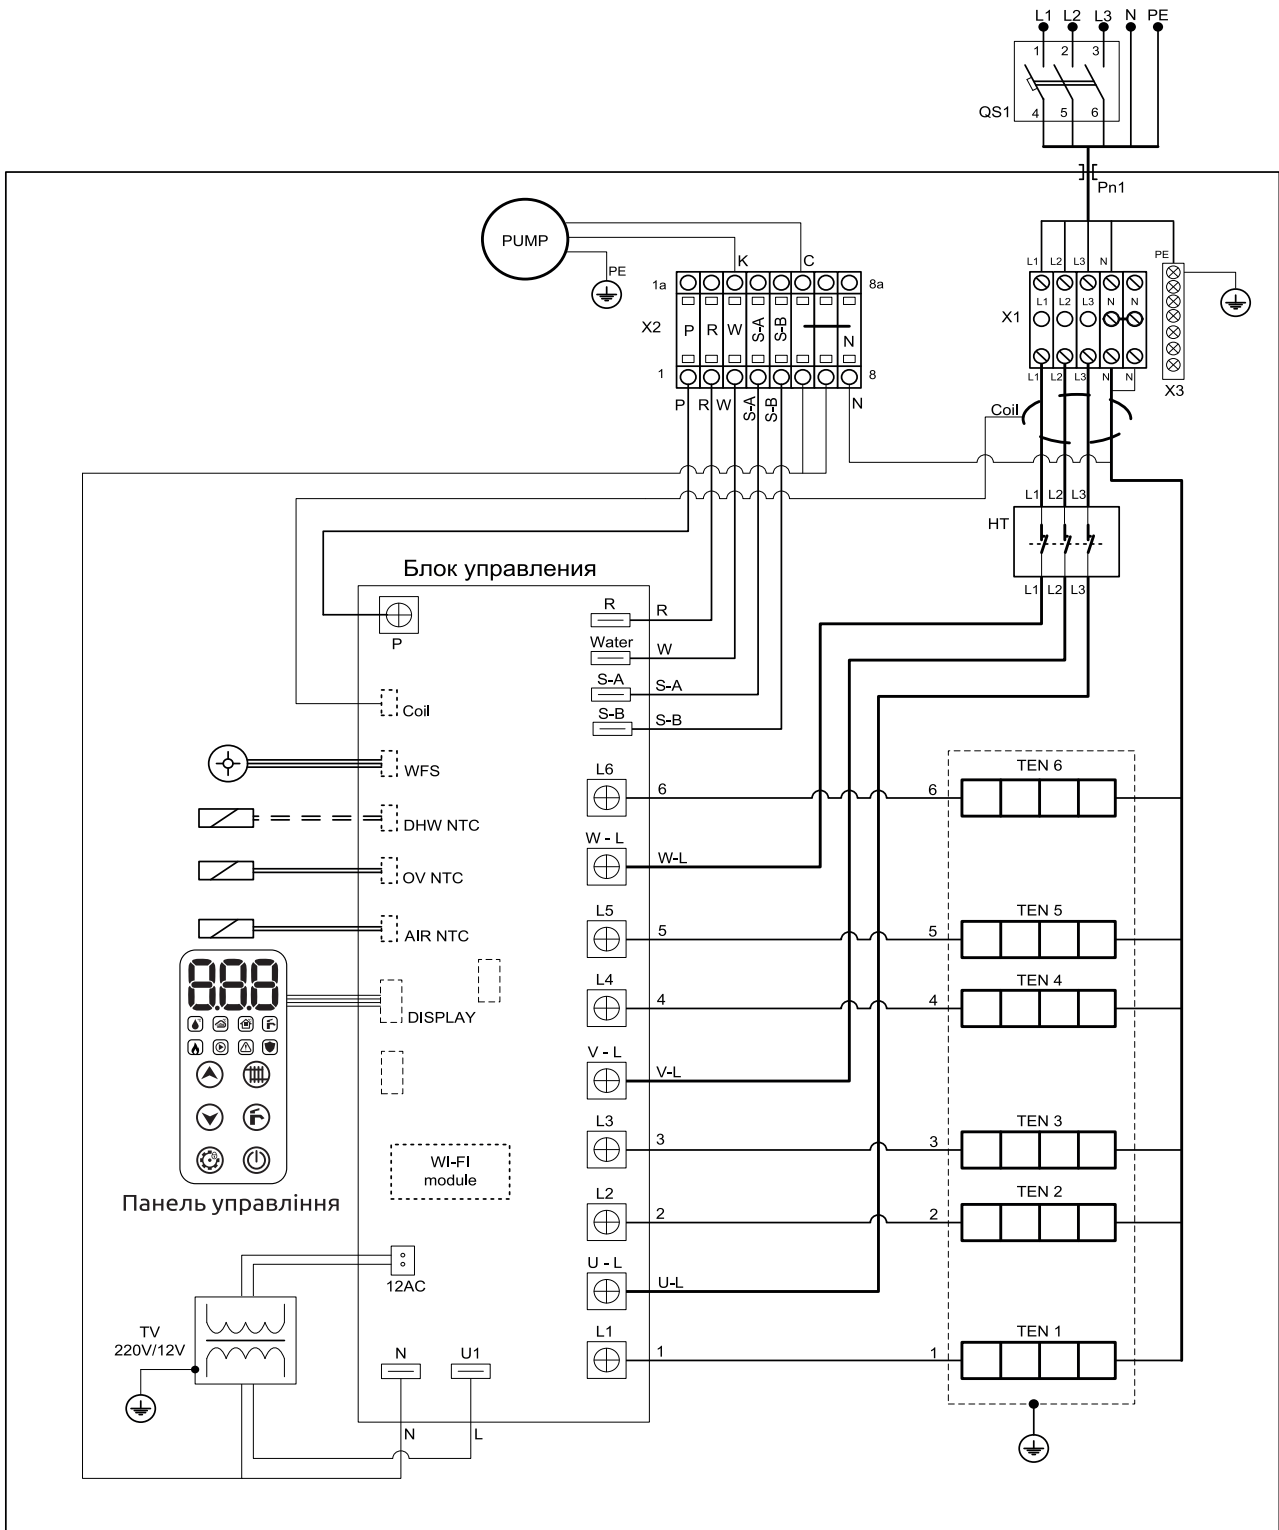 L1 L2 L3 N PE
1 2 3
QS1
4 5 6
Pn1
PUMP
PE
K C
1a 8a
X2
P R W S-A S-B N
1 8
P R W S-A S-B N
L1 L2 L3 N PE
X1
L1 L2 L3 N N
L1 L2 L3 N N
X3
Coil
L1 L2 L3
HT
L1 L2 L3
Блок управления
P
R R
Water W
S-A S-A
S-B S-B
Coil
WFS
DHW NTC
OV NTC
AIR NTC
888
DISPLAY
Панель управління
WI-FI
module
L6 6 6 TEN 6
W - L W-L
L5 5 5 TEN 5
L4 4 4 TEN 4
V - L V-L
L3 3 3 TEN 3
L2 2 2 TEN 2
U - L U-L
L1 1 1 TEN 1
12AC
TV
220V/12V
N U1
N L